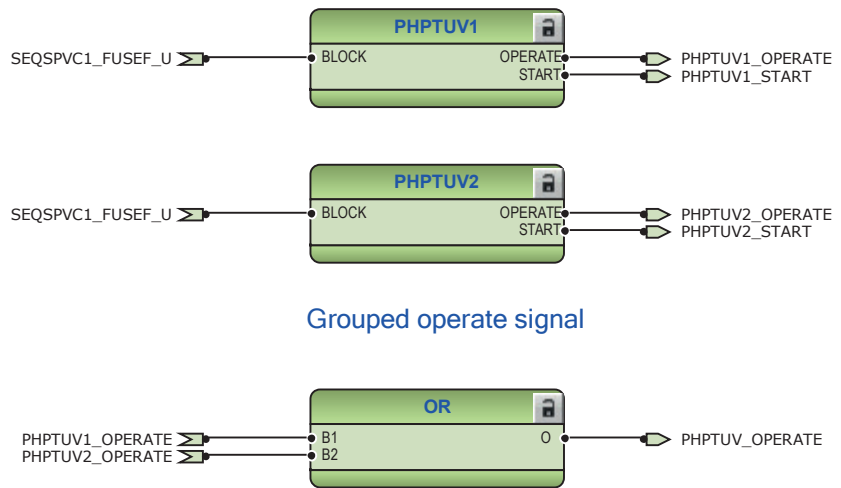 PHPTUV1
SEQSPVC1_FUSEF_U BLOCK OPERATE PHPTUV1_OPERATE
START PHPTUV1_START
PHPTUV2
SEQSPVC1_FUSEF_U BLOCK OPERATE PHPTUV2_OPERATE
START PHPTUV2_START
Grouped operate signal
OR
PHPTUV1_OPERATE B1 O PHPTUV_OPERATE
PHPTUV2_OPERATE B2